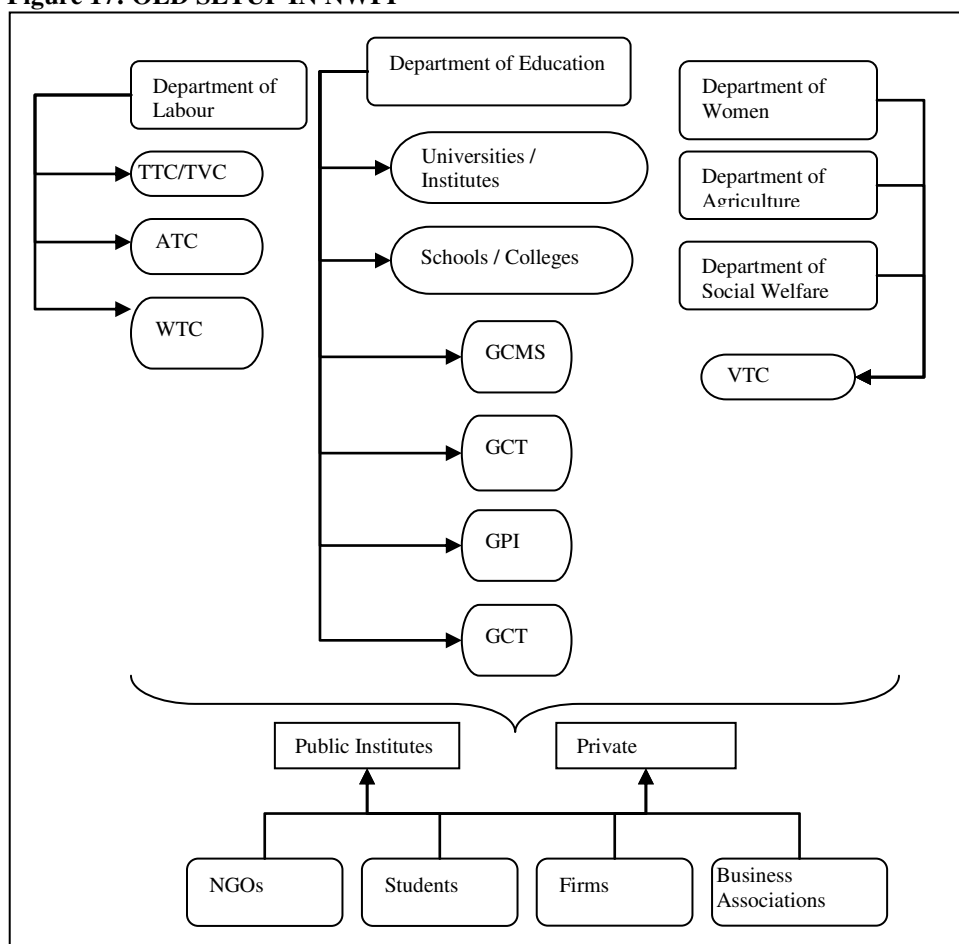 Figure 17: OLD SETUP IN NWFP
Department of
Labour
TTC/TVC
ATC
WTC
Department of Education
Universities /
Institutes
Schools / Colleges
GCMS
GCT
GPI
GCT
Department of
Women
Department of
Agriculture
Department of
Social Welfare
VTC
Public Institutes
Private
NGOs
Students
Firms
Business
Associations